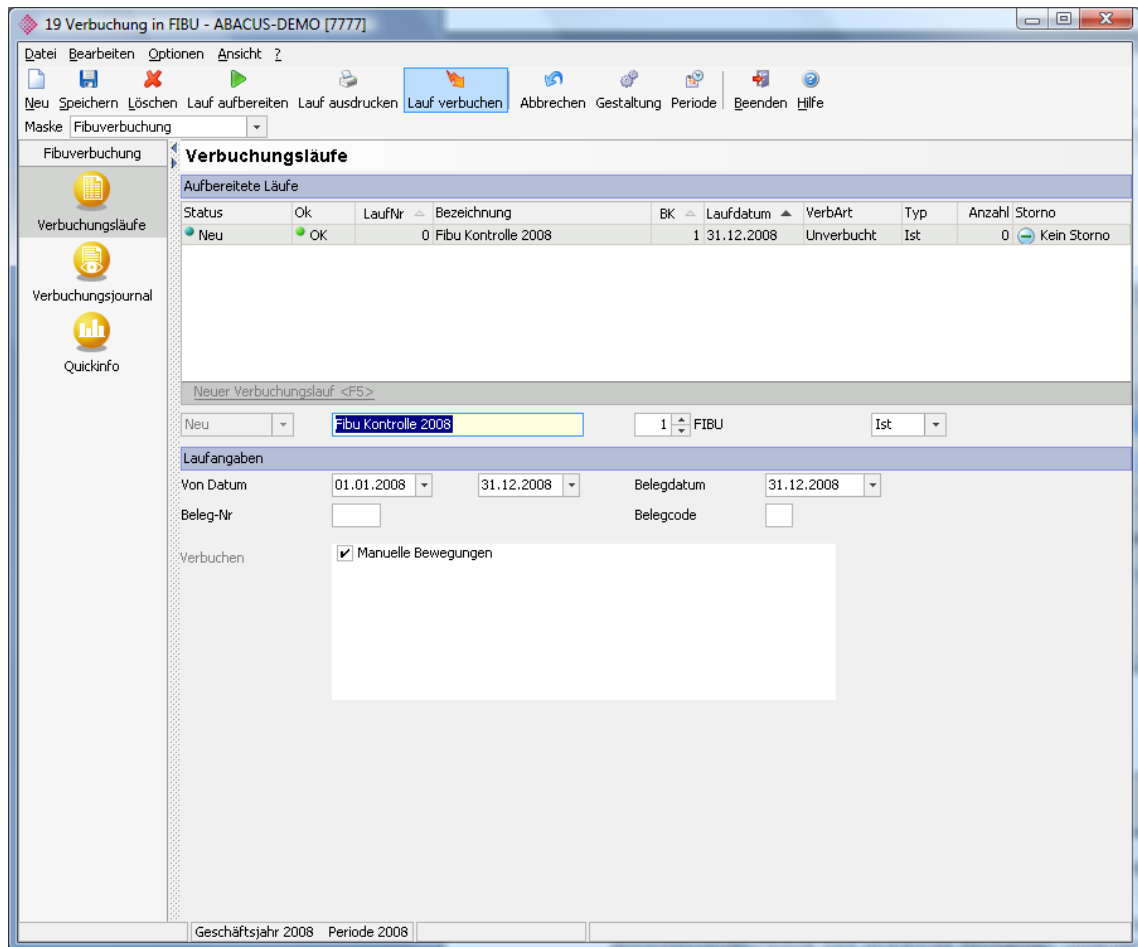 19 Verbuchung in FIBU - ABACUS-DEMO [7777]
Datei Bearbeiten Optionen Ansicht ?
Neu Speichern Löschen Lauf aufbereiten Lauf ausdrucken Lauf verbuchen Abbrechen Gestaltung Periode Beenden Hilfe
Maske Fibuverbuchung
Fibuverbuchung
Verbuchungsläufe
Verbuchungsjournal
Quickinfo
Verbuchungsläufe
Aufbereitete Läufe
Status Ok LaufNr Bezeichnung BK Laufdatum VerbArt Typ Anzahl Storno
Neu OK 0 Fibu Kontrolle 2008 1 31.12.2008 Unverbucht Ist 0 Kein Storno
Neuer Verbuchungslauf <F5>
Neu Fibu Kontrolle 2008 1 FIBU Ist
Laufangaben
Von Datum 01.01.2008 31.12.2008 Belegdatum 31.12.2008
Beleg-Nr Belegcode
Verbuchen Manuelle Bewegungen
Geschäftsjahr 2008 Periode 2008